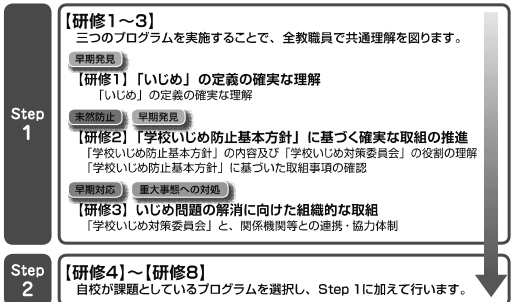 Step
1
【研修1〜3】
三つのプログラムを実施することで、全教職員で共通理解を図ります。
早期発見
【研修1】「いじめ」の定義の確実な理解
「いじめ」の定義の確実な理解
未然防止 早期発見
【研修2】「学校いじめ防止基本方針」に基づく確実な取組の推進
「学校いじめ防止基本方針」の内容及び「学校いじめ対策委員会」の役割の理解
「学校いじめ防止基本方針」に基づいた取組事項の確認
早期対応 重大事態への対処
【研修3】いじめ問題の解消に向けた組織的な取組
「学校いじめ対策委員会」と、関係機関等との連携・協力体制
Step
2
【研修4】〜【研修8】
自校が課題としているプログラムを選択し、Step 1に加えて行います。